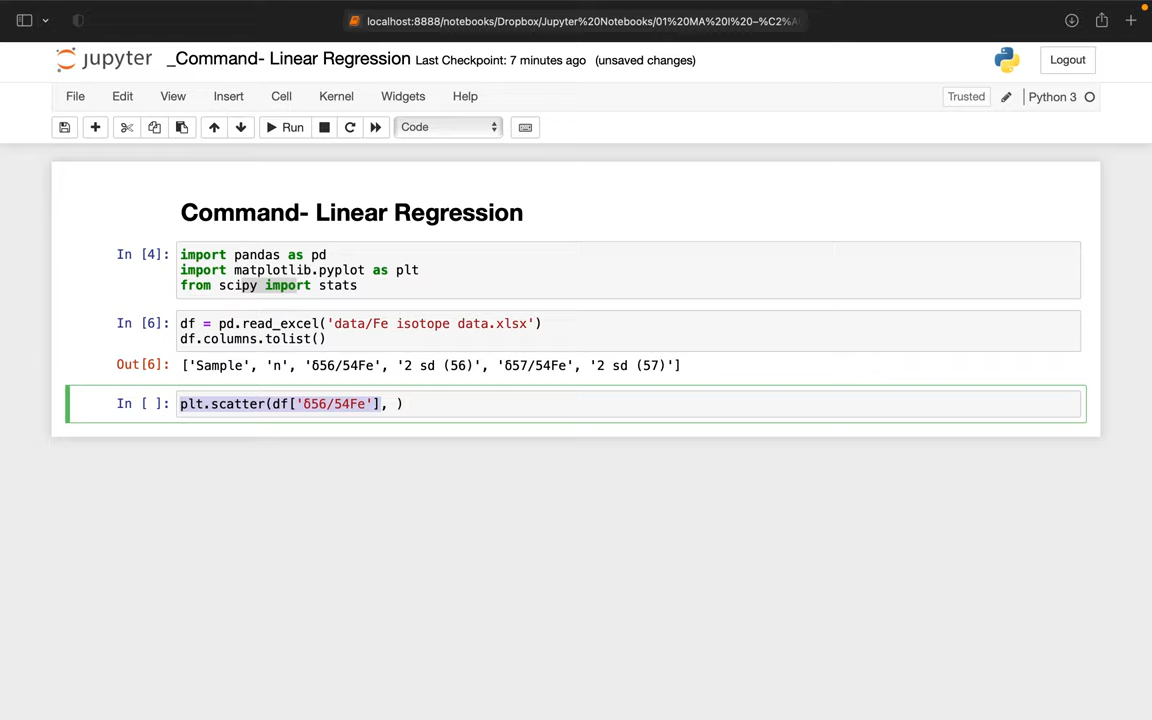 localhost:8888/notebooks/Dropbox/Jupyter%20Notebooks/01%20MA%20I%20–%C2%A
jupyter _Command- Linear Regression Last Checkpoint: 7 minutes ago (unsaved changes) Logout
File Edit View Insert Cell Kernel Widgets Help Trusted Python 3
Run Code
Command- Linear Regression
In [4]: import pandas as pd
import matplotlib.pyplot as plt
from scipy import stats
In [6]: df = pd.read_excel('data/Fe isotope data.xlsx')
df.columns.tolist()
Out[6]: ['Sample', 'n', 'δ56/54Fe', '2 sd (56)', 'δ57/54Fe', '2 sd (57)']
In [ ]: plt.scatter(df['δ56/54Fe'], )